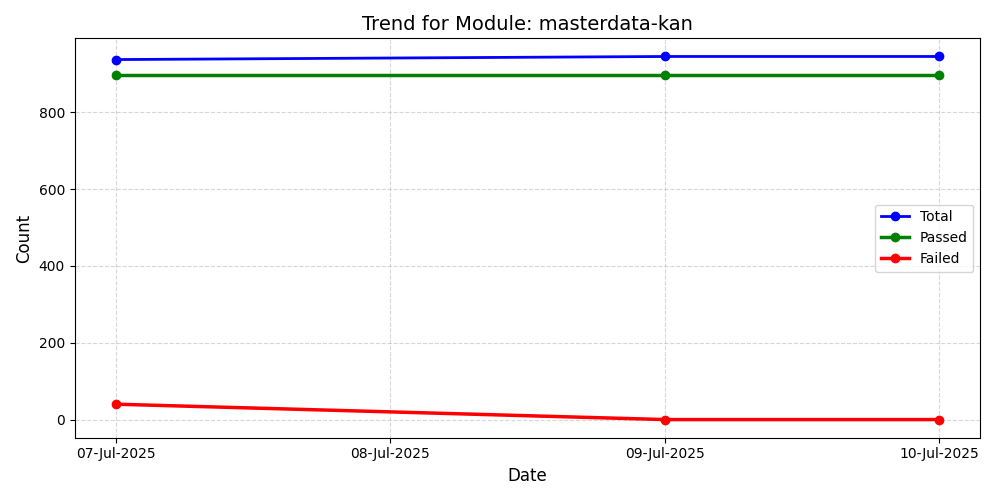 Trend for Module: masterdata-kan
Count
800
600
400
200
0
Total
Passed
Failed
07-Jul-2025
08-Jul-2025
09-Jul-2025
10-Jul-2025
Date